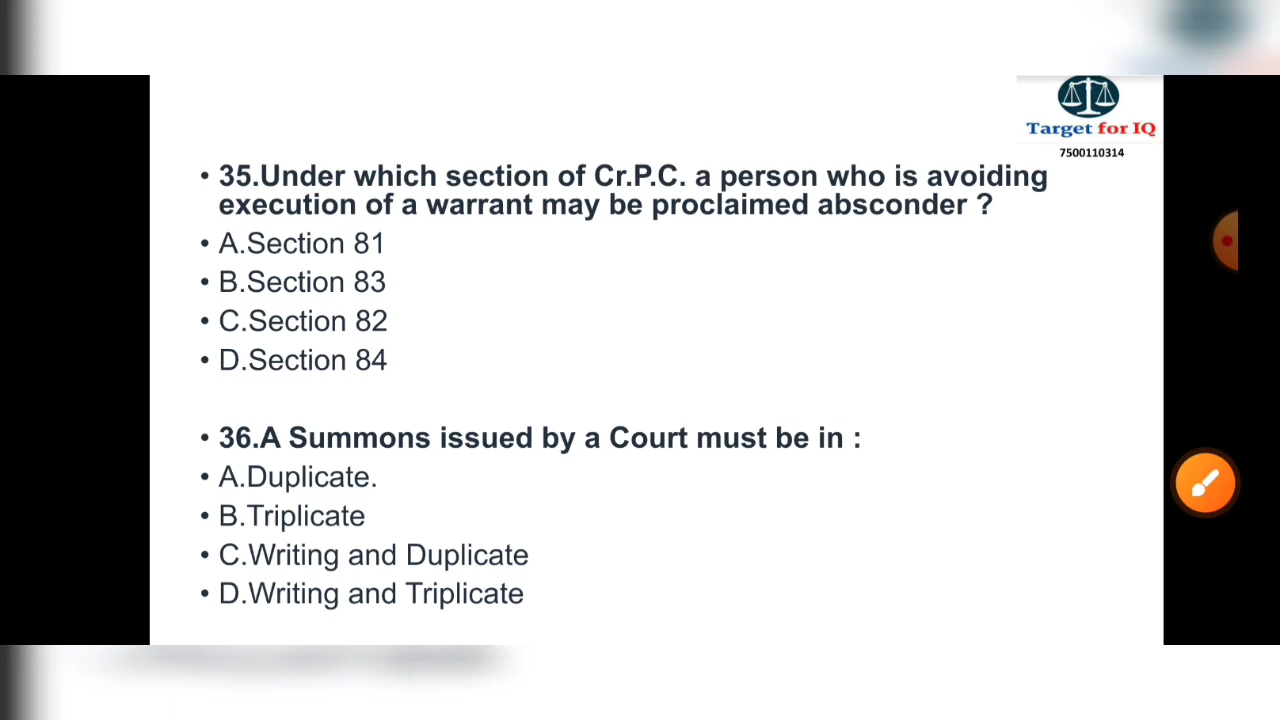 Target for IQ
7500110314
• 35.Under which section of Cr.P.C. a person who is avoiding
execution of a warrant may be proclaimed absconder ?
• A.Section 81
• B.Section 83
• C.Section 82
• D.Section 84
• 36.A Summons issued by a Court must be in :
• A.Duplicate.
• B.Triplicate
• C.Writing and Duplicate
• D.Writing and Triplicate